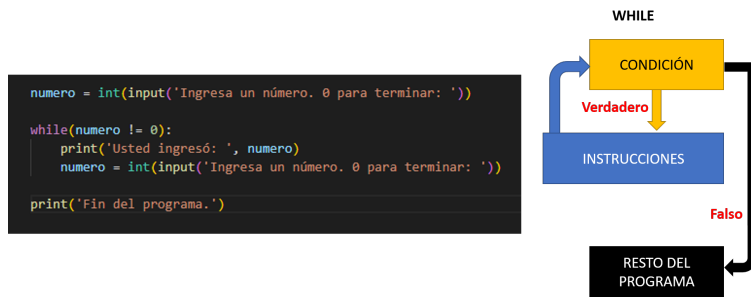 numero = int(input('Ingresa un número. 0 para terminar: '))
while(numero != 0):
    print('Usted ingresó: ', numero)
    numero = int(input('Ingresa un número. 0 para terminar: '))
print('Fin del programa.')
WHILE
CONDICIÓN
Verdadero
INSTRUCCIONES
Falso
RESTO DEL
PROGRAMA